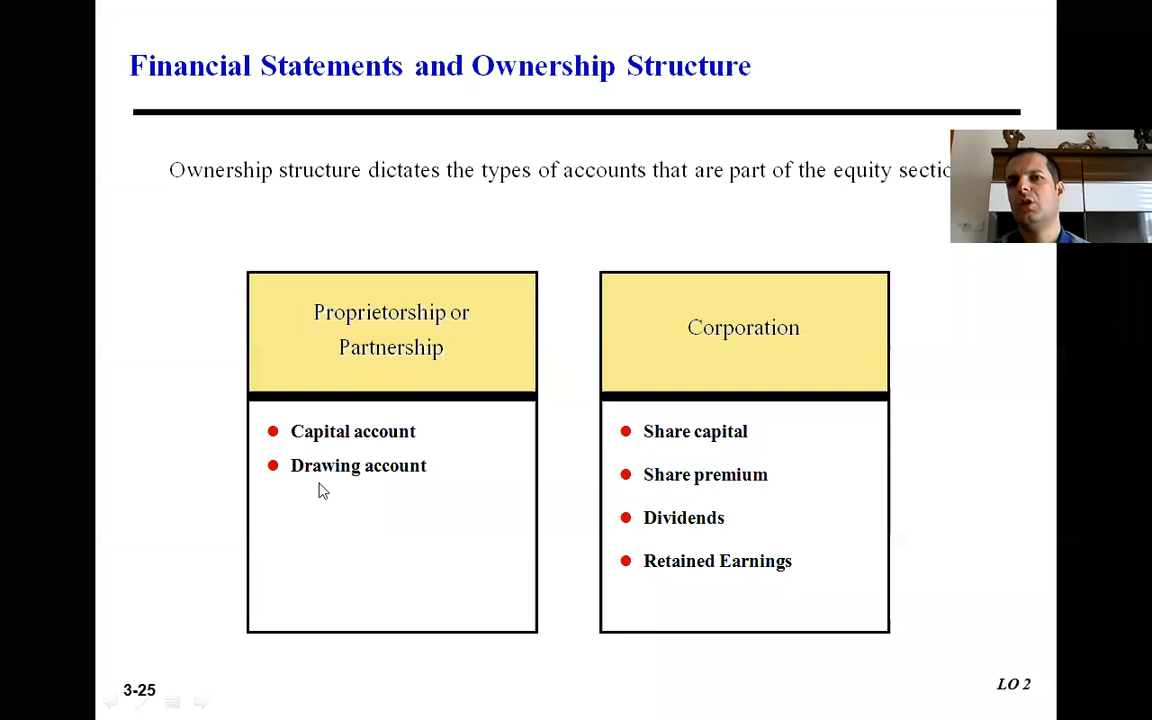 Financial Statements and Ownership Structure
Ownership structure dictates the types of accounts that are part of the equity
Proprietorship or
Partnership
Capital account
Drawing account
Corporation
Share capital
Share premium
Dividends
Retained Earnings
3-25
LO 2